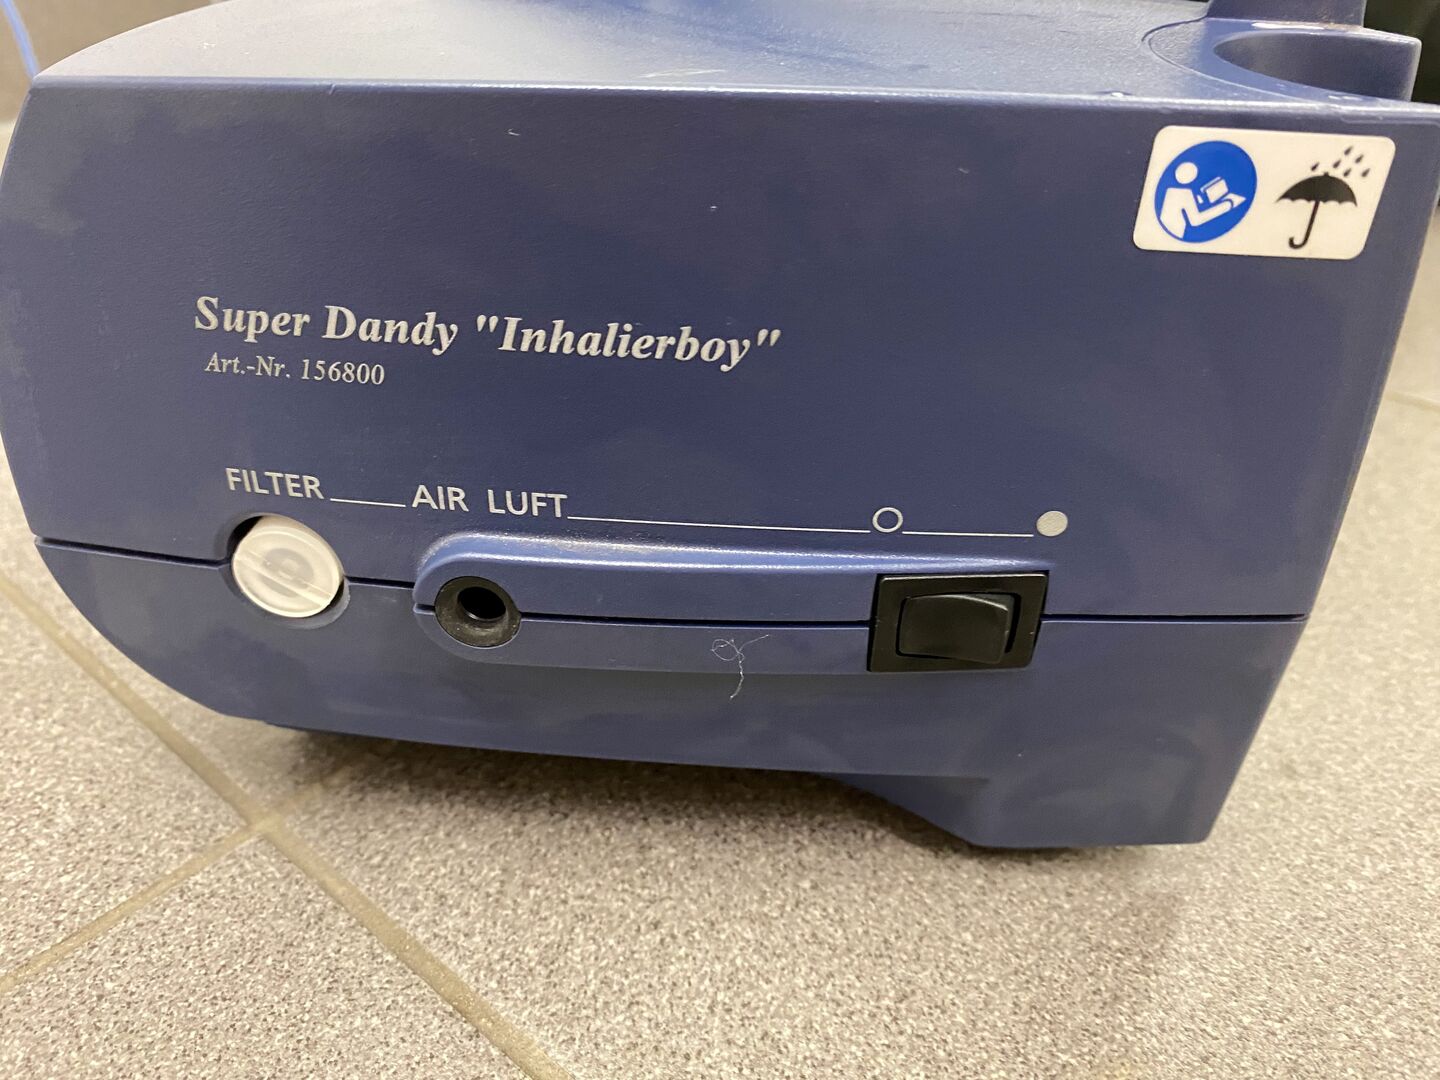 Super Dandy "Inhalierboy"
Art.-Nr. 156800
FILTER AIR LUFT